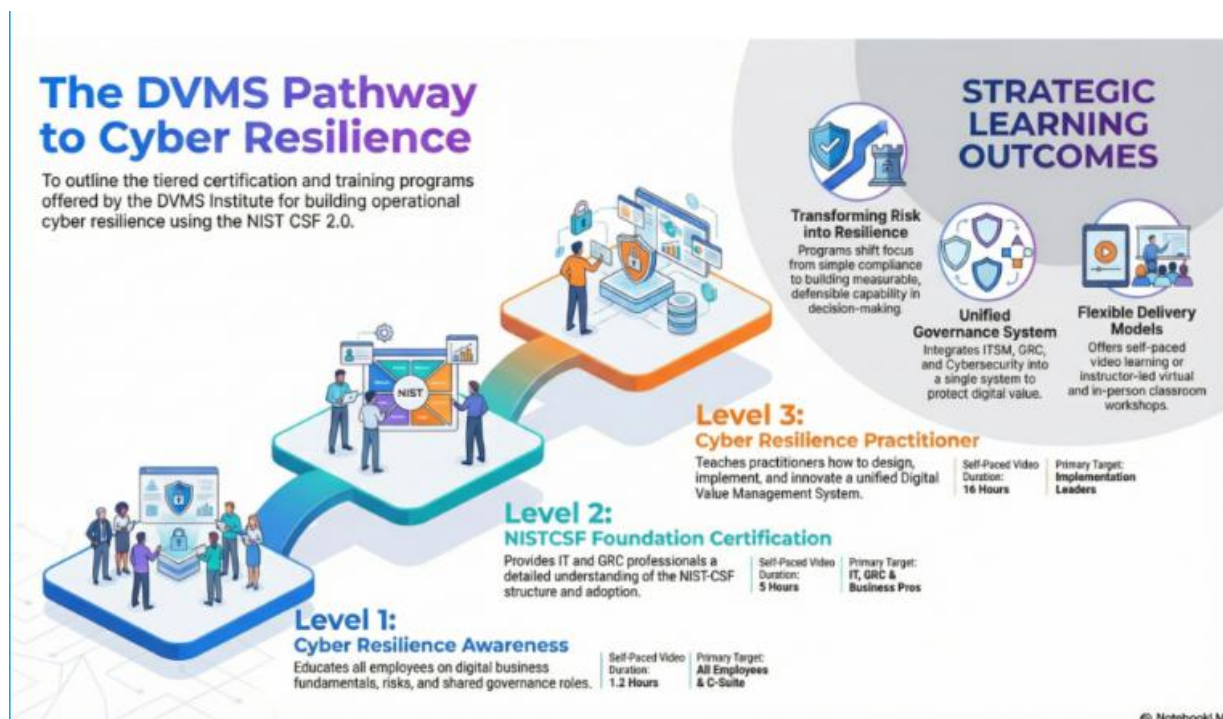 The DVMS Pathway
to Cyber Resilience
To outline the tiered certification and training programs
offered by the DVMS Institute for building operational
cyber resilience using the NIST CSF 2.0.
STRATEGIC
LEARNING
OUTCOMES
Transforming Risk
into Resilience
Programs shift focus
from simple compliance
to building measurable,
defensible capability in
decision-making
Unified
Governance System
Integrates ITSM, GRC,
and Cybersecurity into
a single system to
protect digital value.
Flexible Delivery
Models
Offers self-paced
video learning or
instructor-led virtual
and in-person classroom
workshops.
NIST
Level 3:
Cyber Resilience Practitioner
Teaches practitioners how to design,
implement, and innovate a unified Digital
Value Management System.
Self-Paced Video
Duration:
16 Hours
Primary Target:
Implementation
Leaders
Level 2:
NISTCSF Foundation Certification
Provides IT and GRC professionals a
detailed understanding of the NIST-CSF
structure and adoption.
Self-Paced Video
Duration:
5 Hours
Primary Target:
IT, GRC &
Business Pros
Level 1:
Cyber Resilience Awareness
Educates all employees on digital business
fundamentals, risks, and shared governance roles.
Self-Paced Video
Duration:
1.2 Hours
Primary Target:
All Employees
& C-Suite